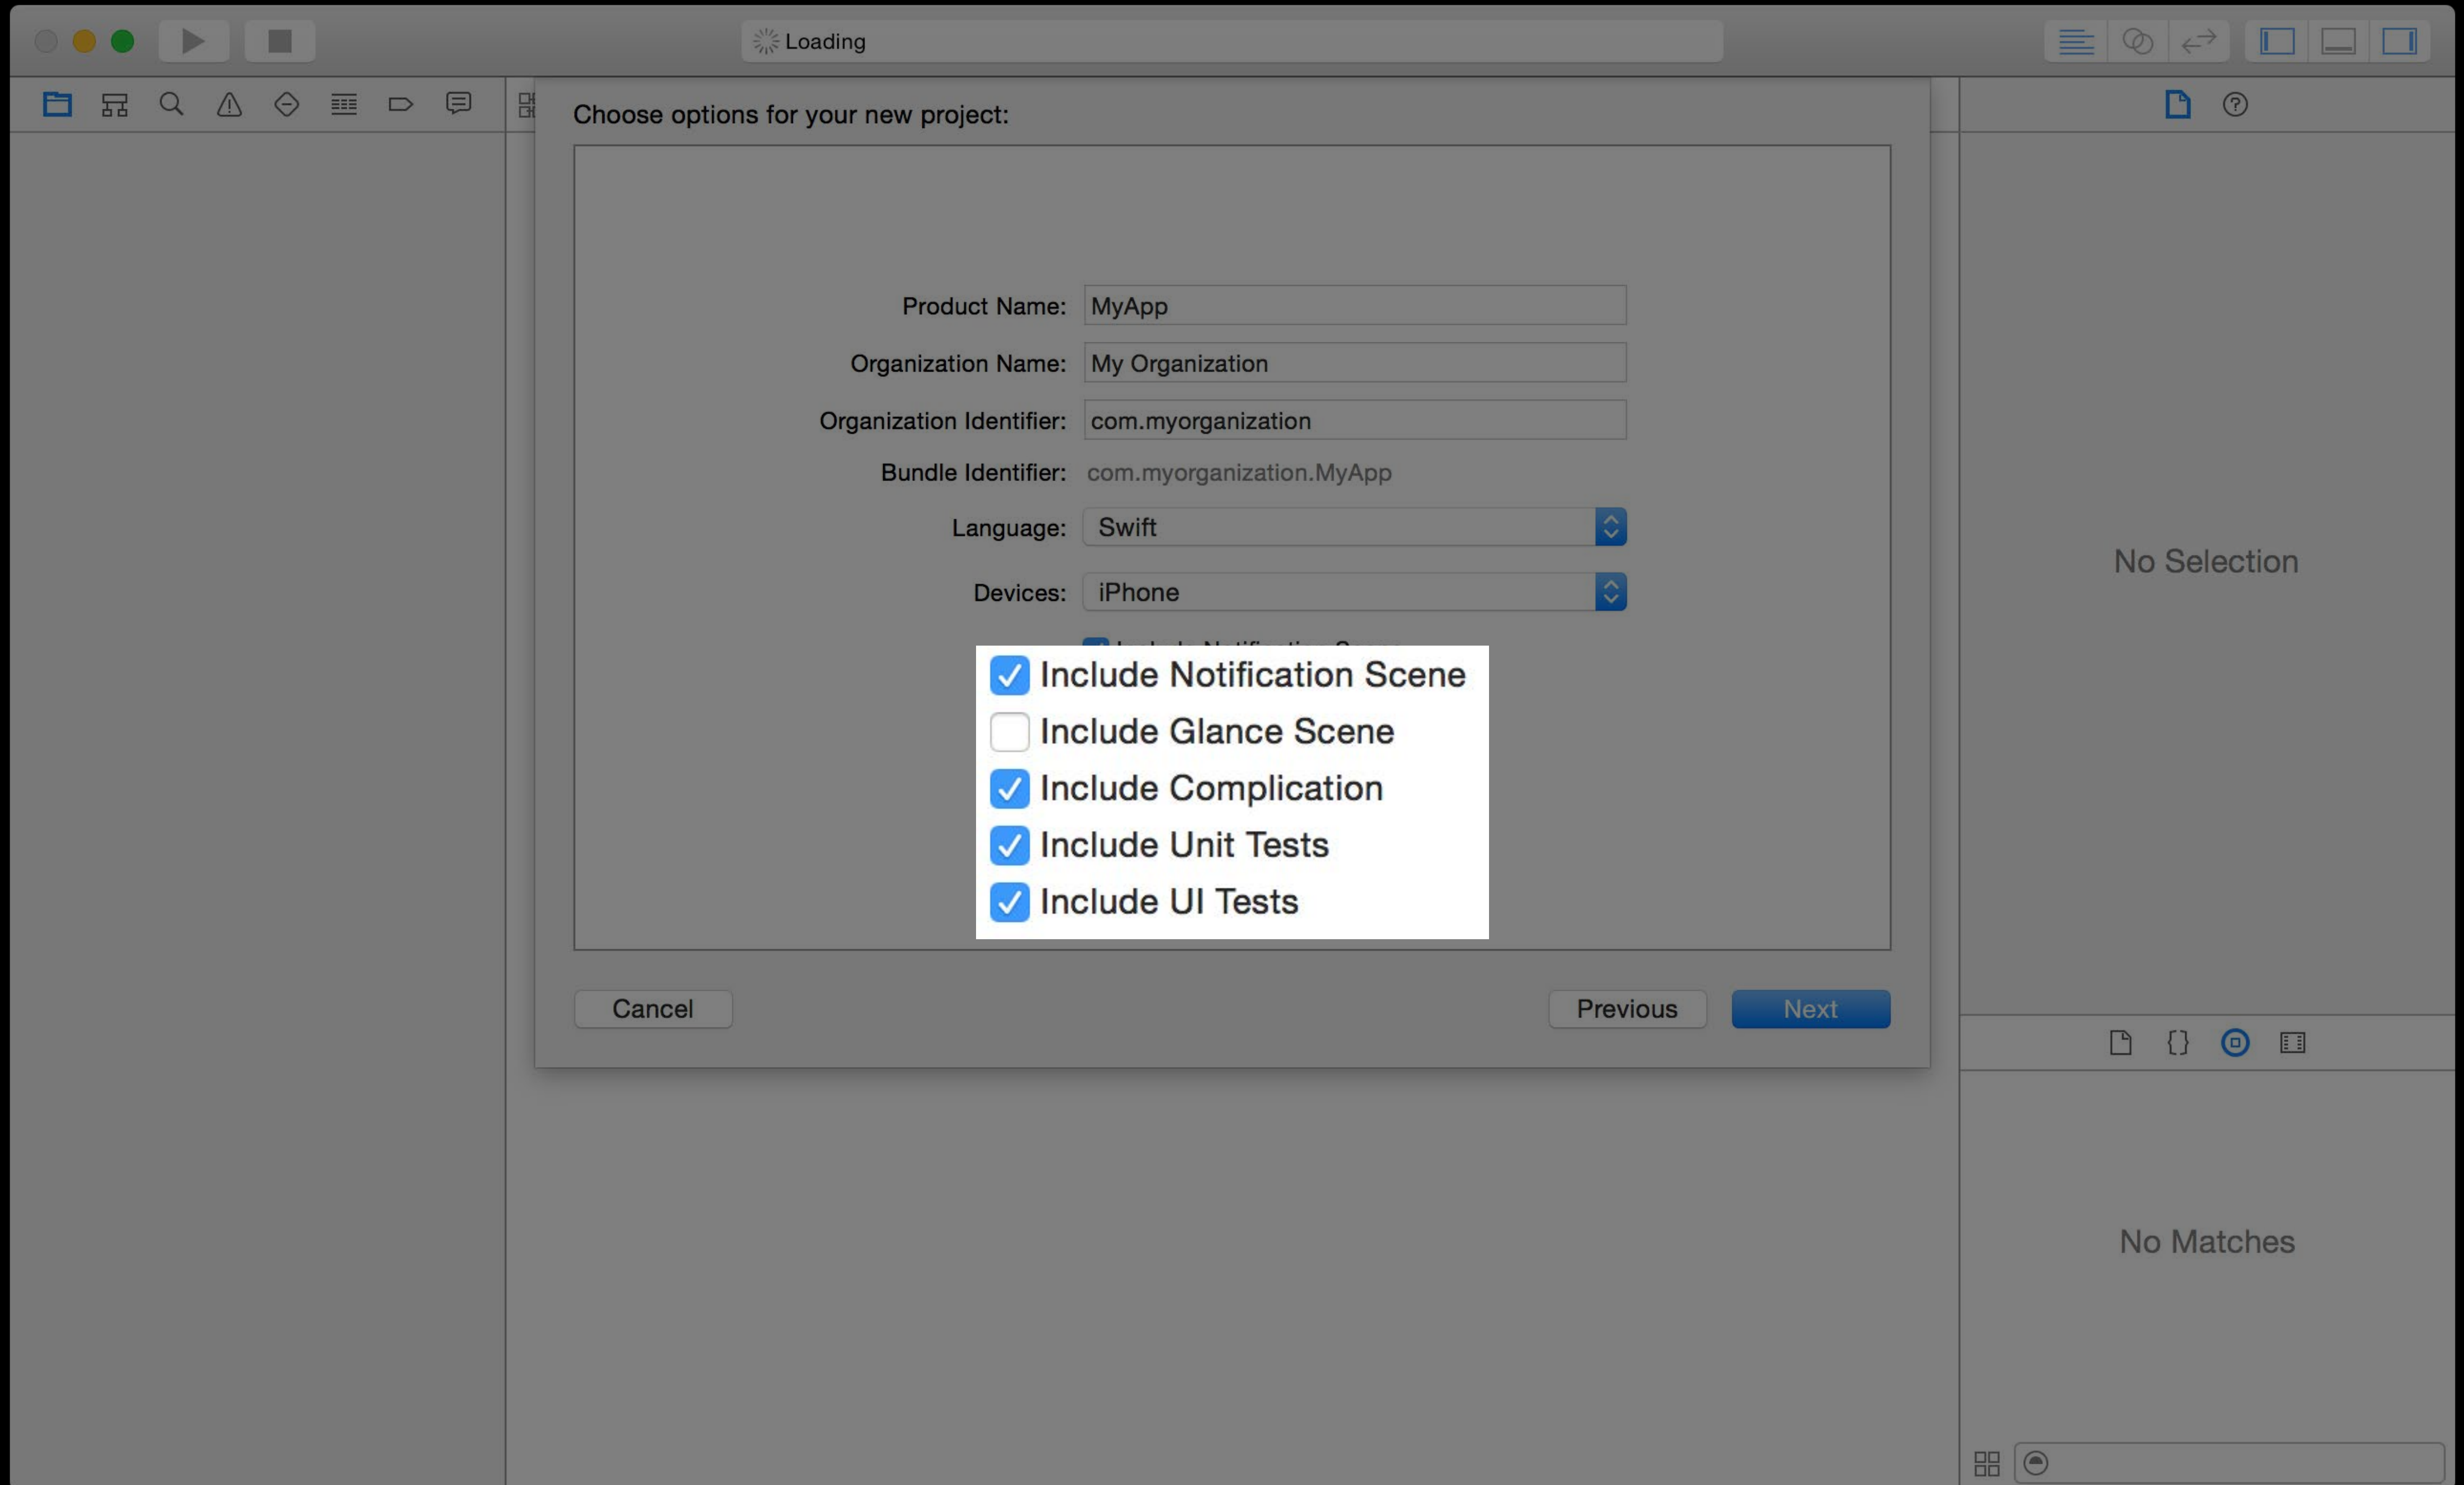 Loading
Choose options for your new project:
Product Name: MyApp
Organization Name: My Organization
Organization Identifier: com.myorganization
Bundle Identifier: com.myorganization.MyApp
Language: Swift
Devices: iPhone
Include Notification Scene
Include Glance Scene
Include Complication
Include Unit Tests
Include UI Tests
Cancel Previous Next
No Selection
No Matches